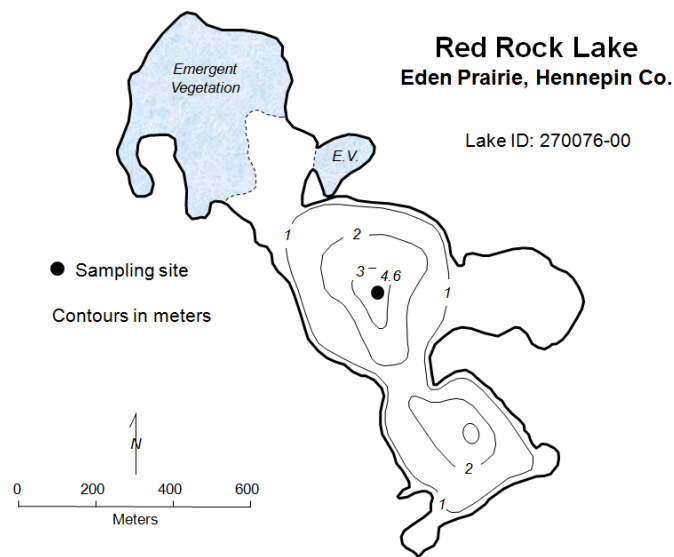 Red Rock Lake
Eden Prairie, Hennepin Co.
Lake ID: 270076-00
Emergent
Vegetation
E.V.
1
2
3
4.6
1
Sampling site
Contours in meters
N
2
1
0 200 400 600
Meters